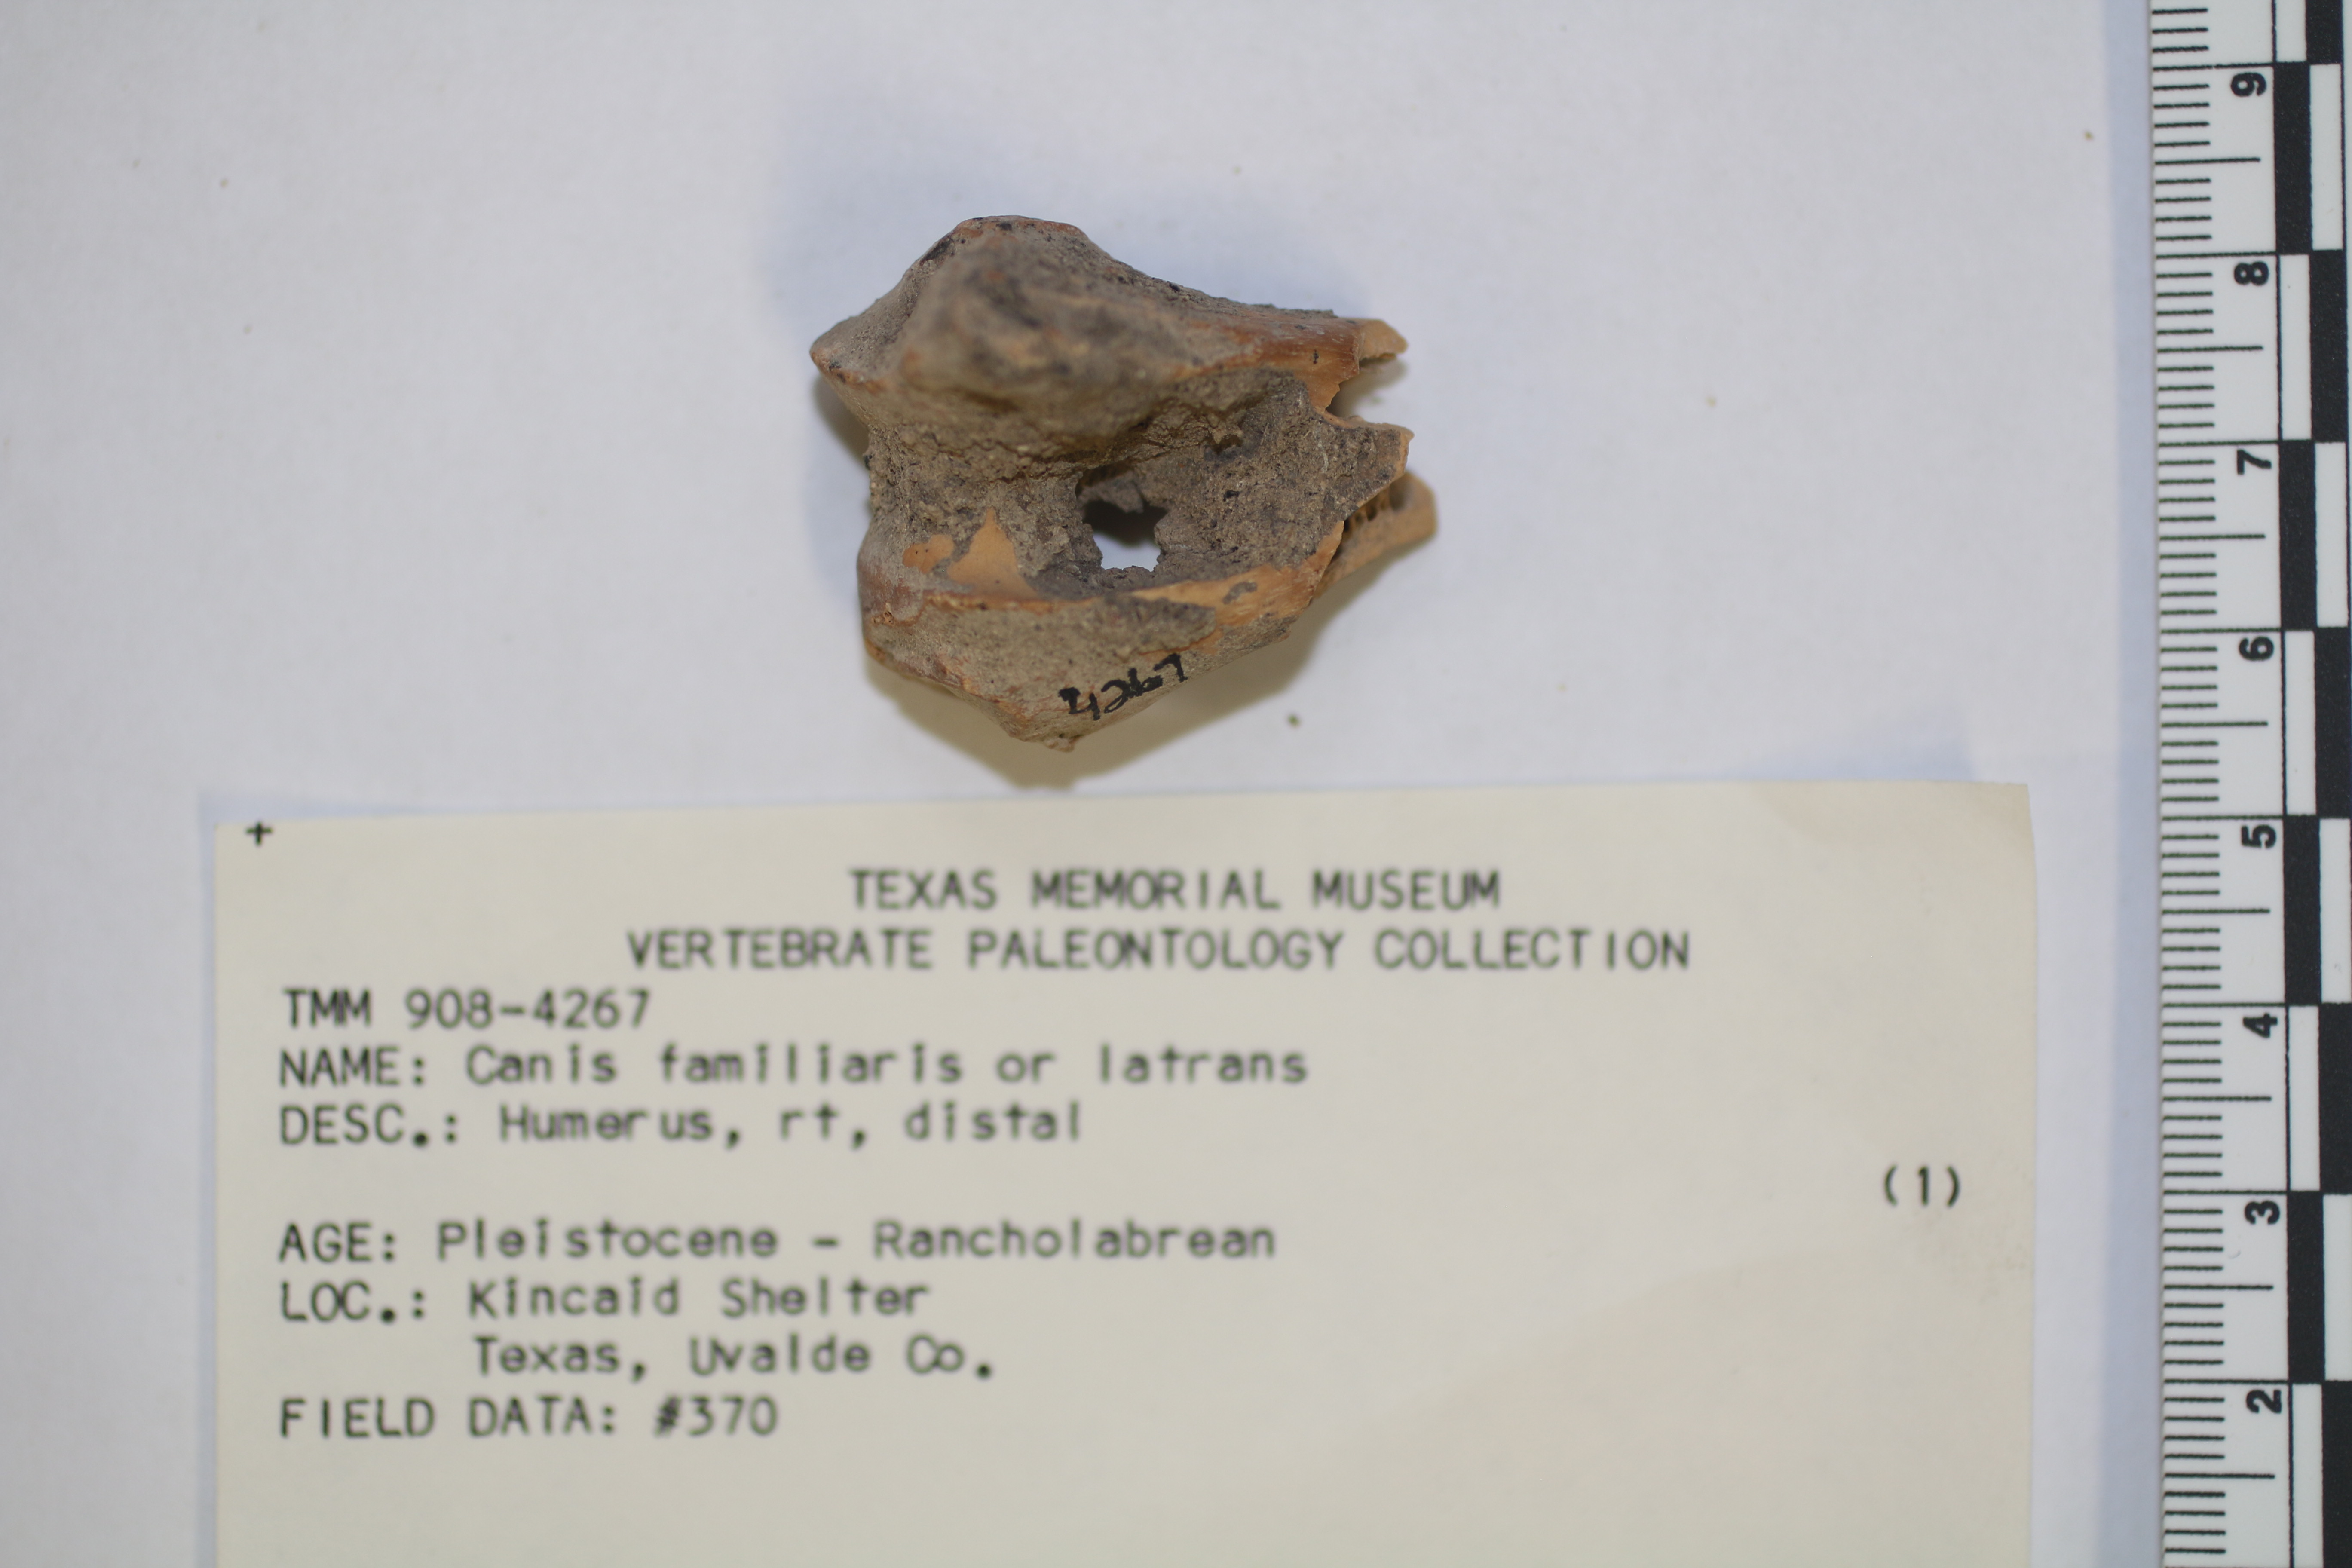 4267
+
TEXAS MEMORIAL MUSEUM
VERTEBRATE PALEONTOLOGY COLLECTION
TMM 908-4267
NAME: Canis familiaris or latrans
DESC.: Humerus, rt, distal
(1)
AGE: Pleistocene - Rancholabrean
LOC.: Kincaid Shelter
Texas, Uvalde Co.
FIELD DATA: #370
9
8
7
6
5
4
3
2